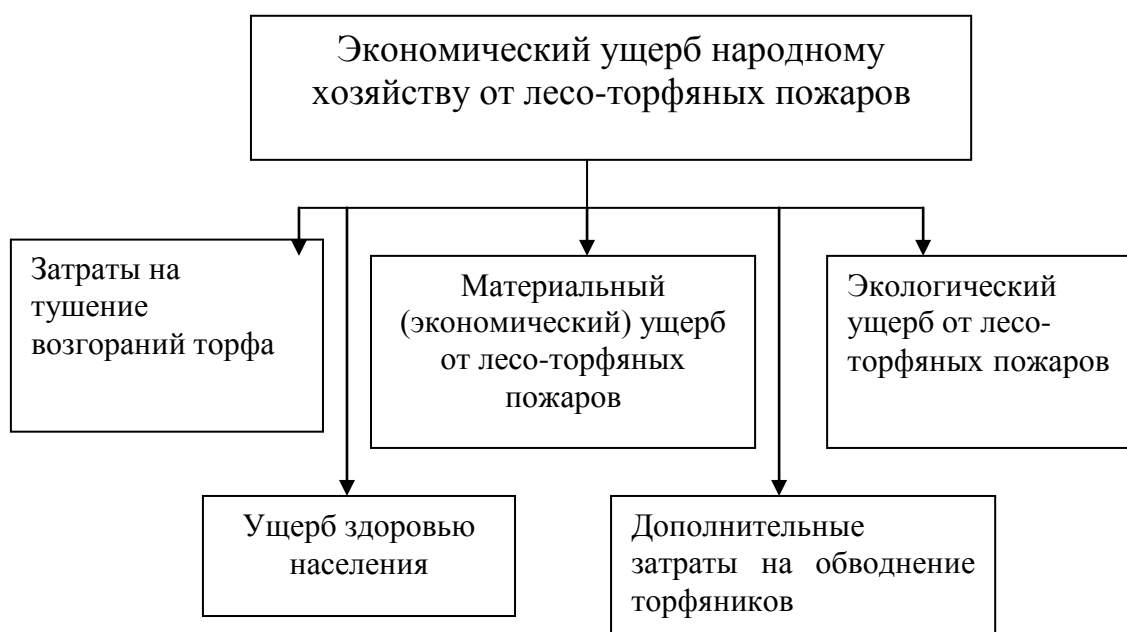 Экономический ущерб народному
хозяйству от лесо-торфяных пожаров
Затраты на
тушение
возгораний торфа
Материальный
(экономический) ущерб
от лесо-торфяных
пожаров
Экологический
ущерб от лесо-
торфяных пожаров
Ущерб здоровью
населения
Дополнительные
затраты на обводнение
торфяников